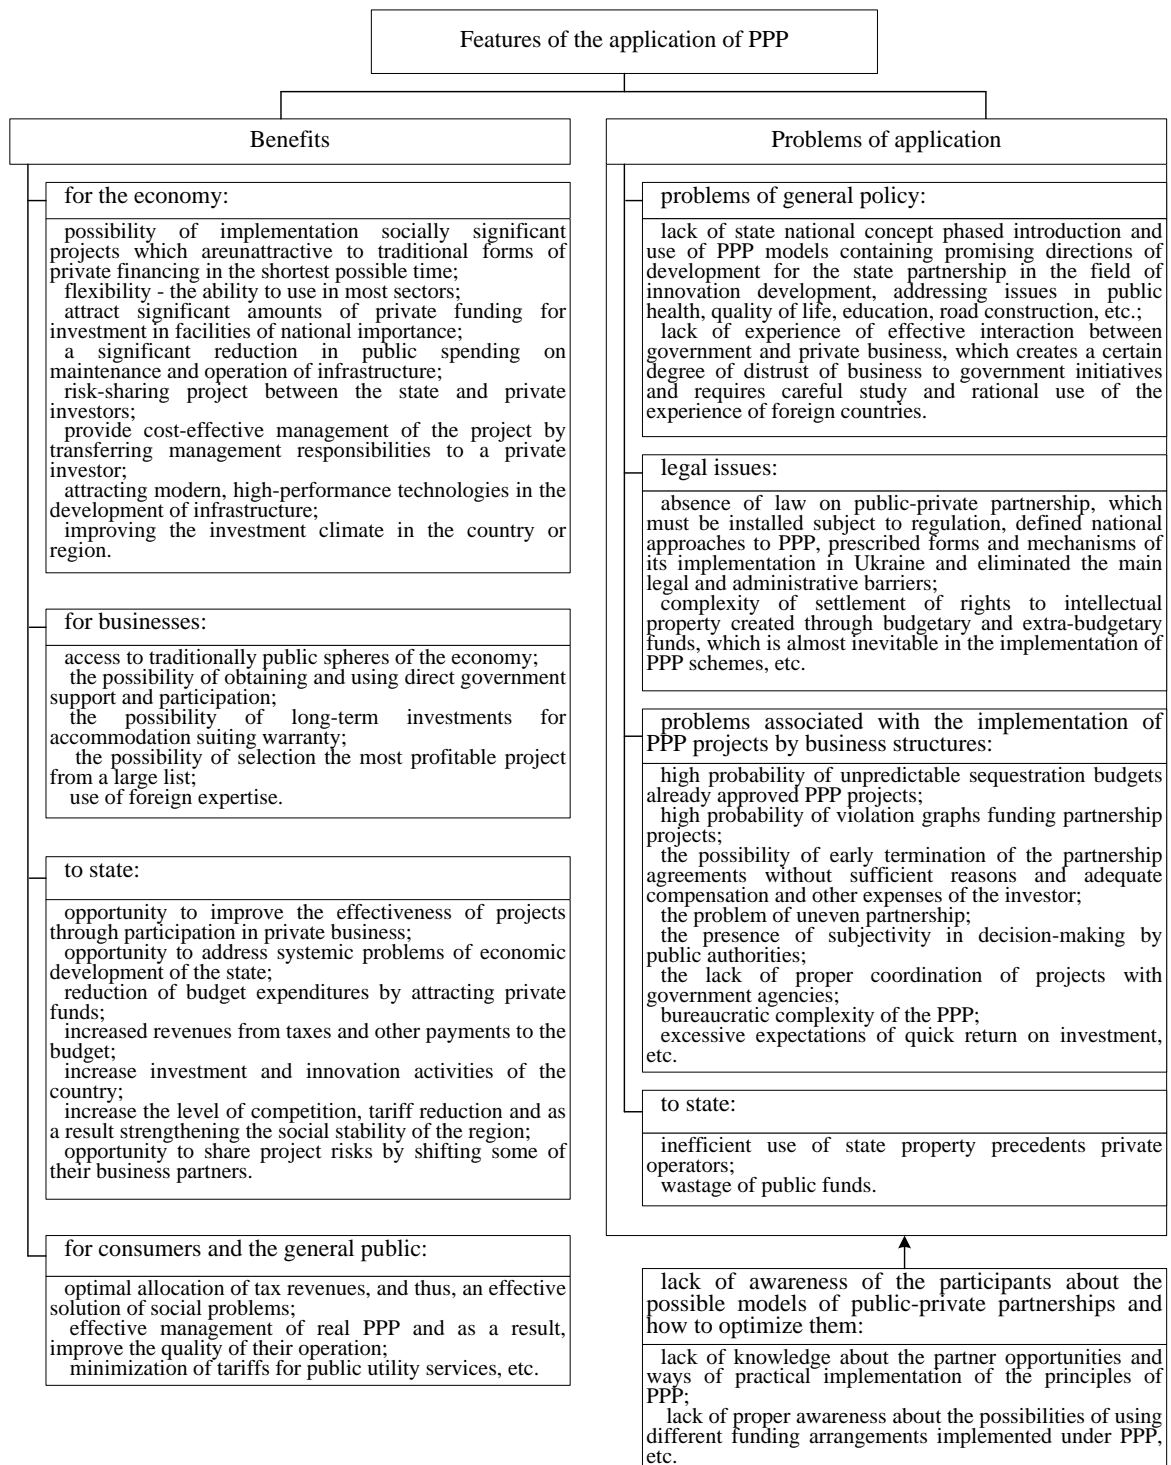 Features of the application of PPP
Benefits
for the economy:
possibility of implementation socially significant
projects which areunattractive to traditional forms of
private financing in the shortest possible time;
flexibility - the ability to use in most sectors;
attract significant amounts of private funding for
investment in facilities of national importance;
a significant reduction in public spending on
maintenance and operation of infrastructure;
risk-sharing project between the state and private
investors;
provide cost-effective management of the project by
transferring management responsibilities to a private
investor;
attracting modern, high-performance technologies in the
development of infrastructure;
improving the investment climate in the country or
region.
for businesses:
access to traditionally public spheres of the economy;
the possibility of obtaining and using direct government
support and participation;
the possibility of long-term investments for
accommodation suiting warranty;
the possibility of selection the most profitable project
from a large list;
use of foreign expertise.
to state:
opportunity to improve the effectiveness of projects
through participation in private business;
opportunity to address systemic problems of economic
development of the state;
reduction of budget expenditures by attracting private
funds;
increased revenues from taxes and other payments to the
budget;
increase investment and innovation activities of the
country;
increase the level of competition, tariff reduction and as
a result strengthening the social stability of the region;
opportunity to share project risks by shifting some of
their business partners.
for consumers and the general public:
optimal allocation of tax revenues, and thus, an effective
solution of social problems;
effective management of real PPP and as a result,
improve the quality of their operation;
minimization of tariffs for public utility services, etc.
Problems of application
problems of general policy:
lack of state national concept phased introduction and
use of PPP models containing promising directions of
development for the state partnership in the field of
innovation development, addressing issues in public
health, quality of life, education, road construction, etc.;
lack of experience of effective interaction between
government and private business, which creates a certain
degree of distrust of business to government initiatives
and requires careful study and rational use of the
experience of foreign countries.
legal issues:
absence of law on public-private partnership, which
must be installed subject to regulation, defined national
approaches to PPP, prescribed forms and mechanisms of
its implementation in Ukraine and eliminated the main
legal and administrative barriers;
complexity of settlement of rights to intellectual
property created through budgetary and extra-budgetary
funds, which is almost inevitable in the implementation of
PPP schemes, etc.
problems associated with the implementation of
PPP projects by business structures:
high probability of unpredictable sequestration budgets
already approved PPP projects;
high probability of violation graphs funding partnership
projects;
the possibility of early termination of the partnership
agreements without sufficient reasons and adequate
compensation and other expenses of the investor;
the problem of uneven partnership;
the presence of subjectivity in decision-making by
public authorities;
the lack of proper coordination of projects with
government agencies;
bureaucratic complexity of the PPP;
excessive expectations of quick return on investment,
etc.
to state:
inefficient use of state property precedents private
operators;
wastage of public funds.
lack of awareness of the participants about the
possible models of public-private partnerships and
how to optimize them:
lack of knowledge about the partner opportunities and
ways of practical implementation of the principles of
PPP;
lack of proper awareness about the possibilities of using
different funding arrangements implemented under PPP,
etc.